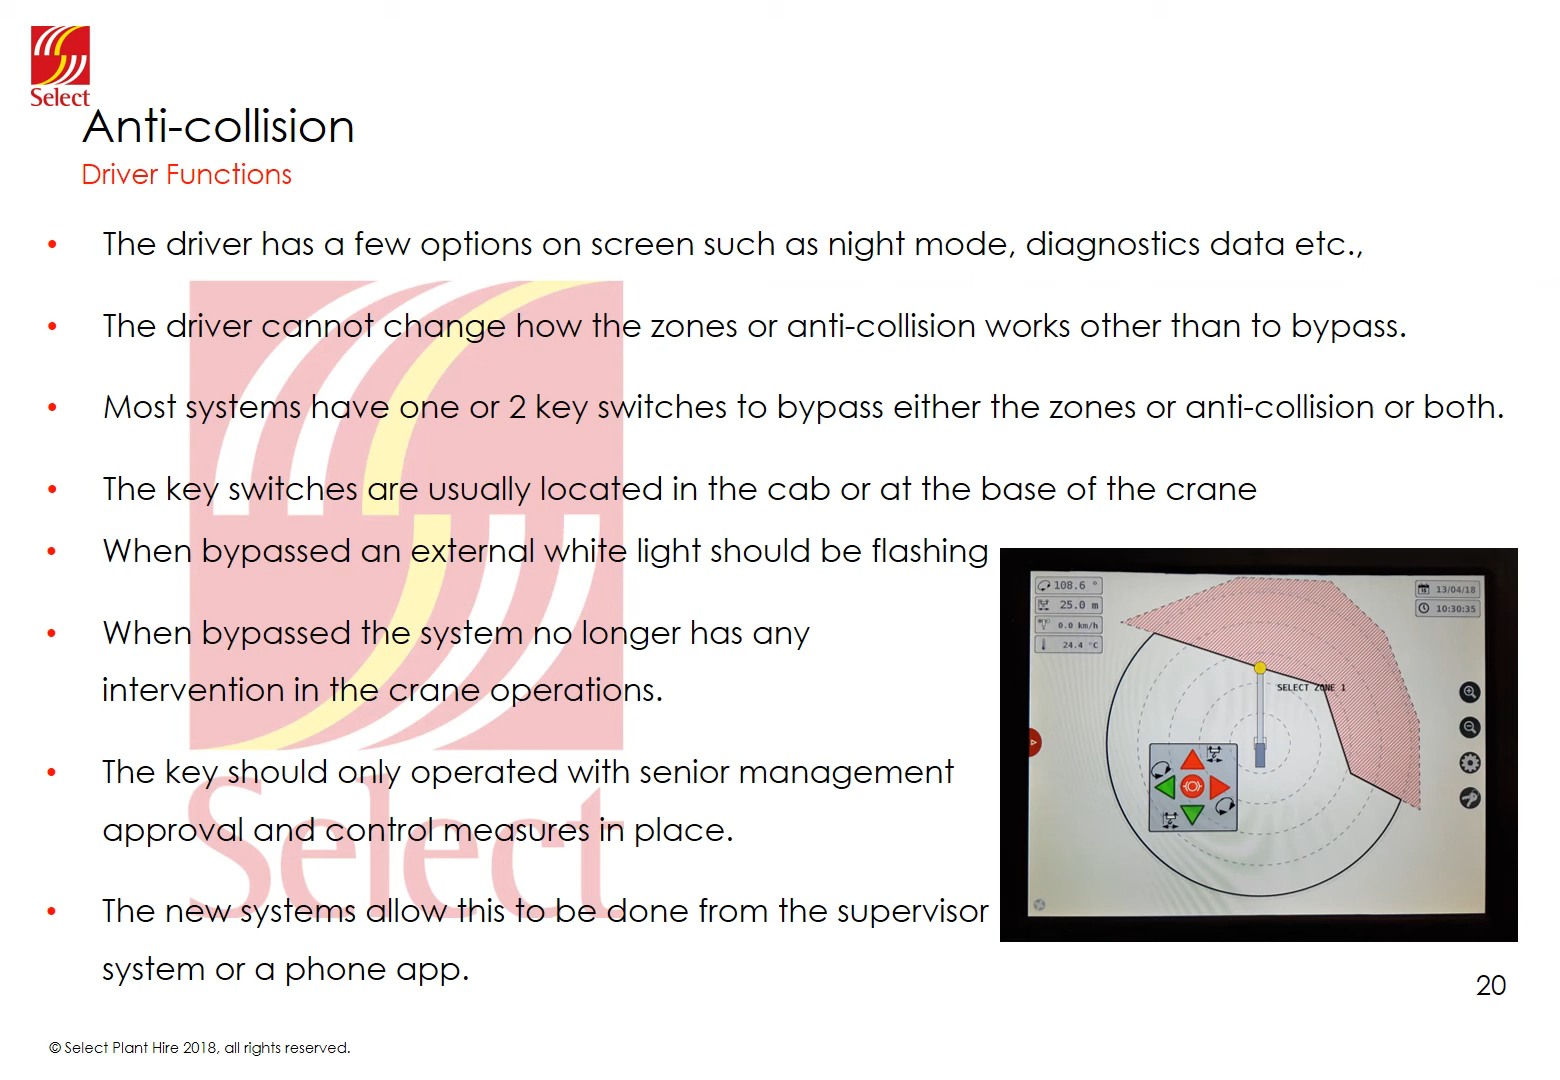 Select
Anti-collision
Driver Functions
• The driver has a few options on screen such as night mode, diagnostics data etc.,
• The driver cannot change how the zones or anti-collision works other than to bypass.
• Most systems have one or 2 key switches to bypass either the zones or anti-collision or both.
• The key switches are usually located in the cab or at the base of the crane
• When bypassed an external white light should be flashing
• When bypassed the system no longer has any
intervention in the crane operations.
• The key should only operated with senior management
approval and control measures in place.
• The new systems allow this to be done from the supervisor
system or a phone app.
Select
108.6 °
25.0 m
0.0 km/h
24.4 °C
13/04/18
10:30:35
SELECT ZONE 1
20
© Select Plant Hire 2018, all rights reserved.